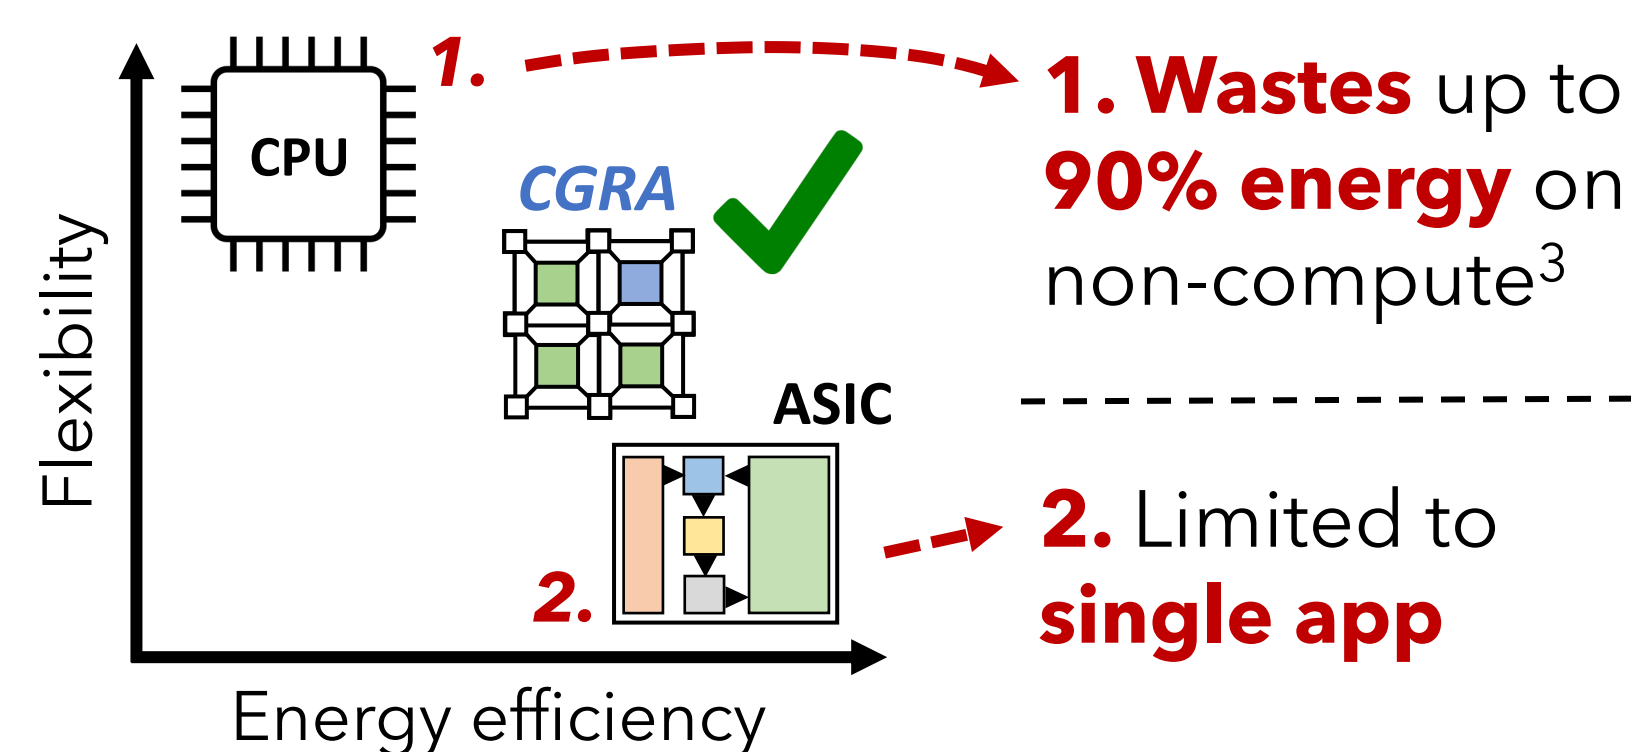 1.
CPU
CGRA
ASIC
2.
Flexibility
Energy efficiency
1. Wastes up to
90% energy on
non-compute³
2. Limited to
single app